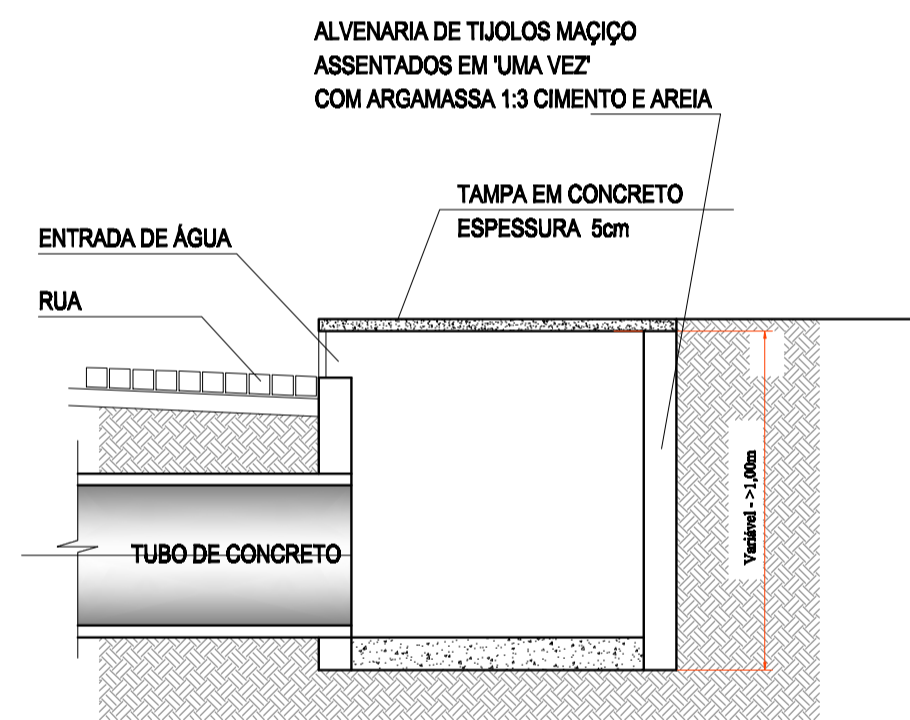 ALVENARIA DE TIJOLOS MAÇIÇO
ASSENTADOS EM 'UMA VEZ'
COM ARGAMASSA 1:3 CIMENTO E AREIA
TAMPA EM CONCRETO
ESPESSURA 5cm
ENTRADA DE ÁGUA
RUA
TUBO DE CONCRETO
Variável - >1,00m